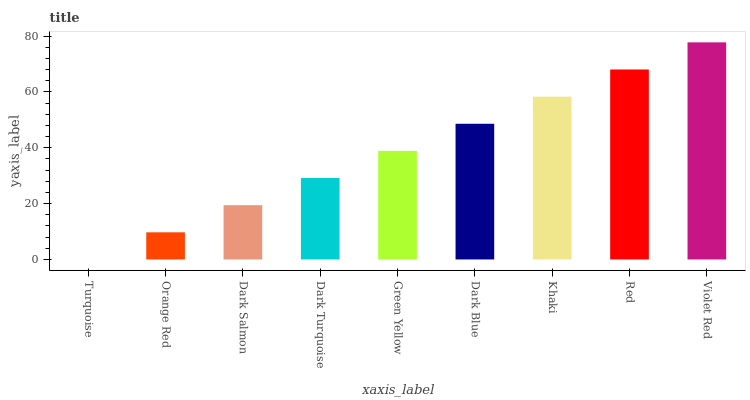 title
80
60
40
20
0
yaxis_label
Turquoise
Orange Red
Dark Salmon
Dark Turquoise
Green Yellow
Dark Blue
Khaki
Red
Violet Red
xaxis_label